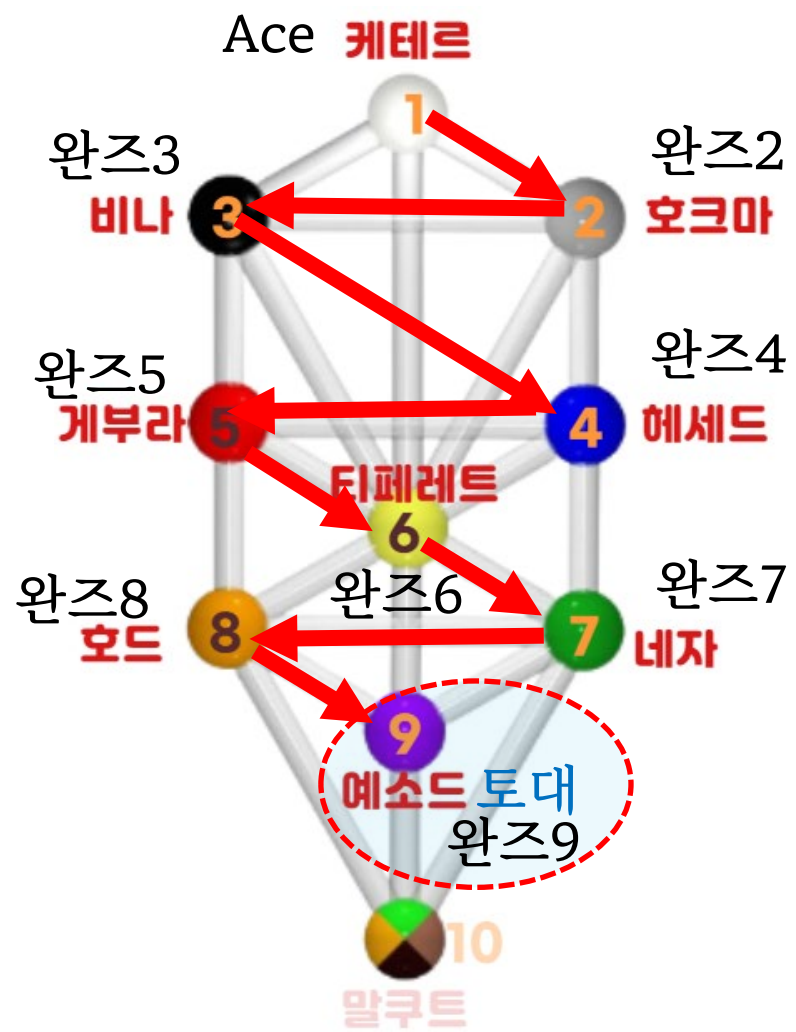 Ace 케테르
1
완즈3
완즈2
비나
3
2
호크마
완즈5
완즈4
게부라
5
4
헤세드
티페레트
6
완즈8
완즈6
완즈7
호드
8
7
네자
9
예소드 토대
완즈9
10
말쿠트